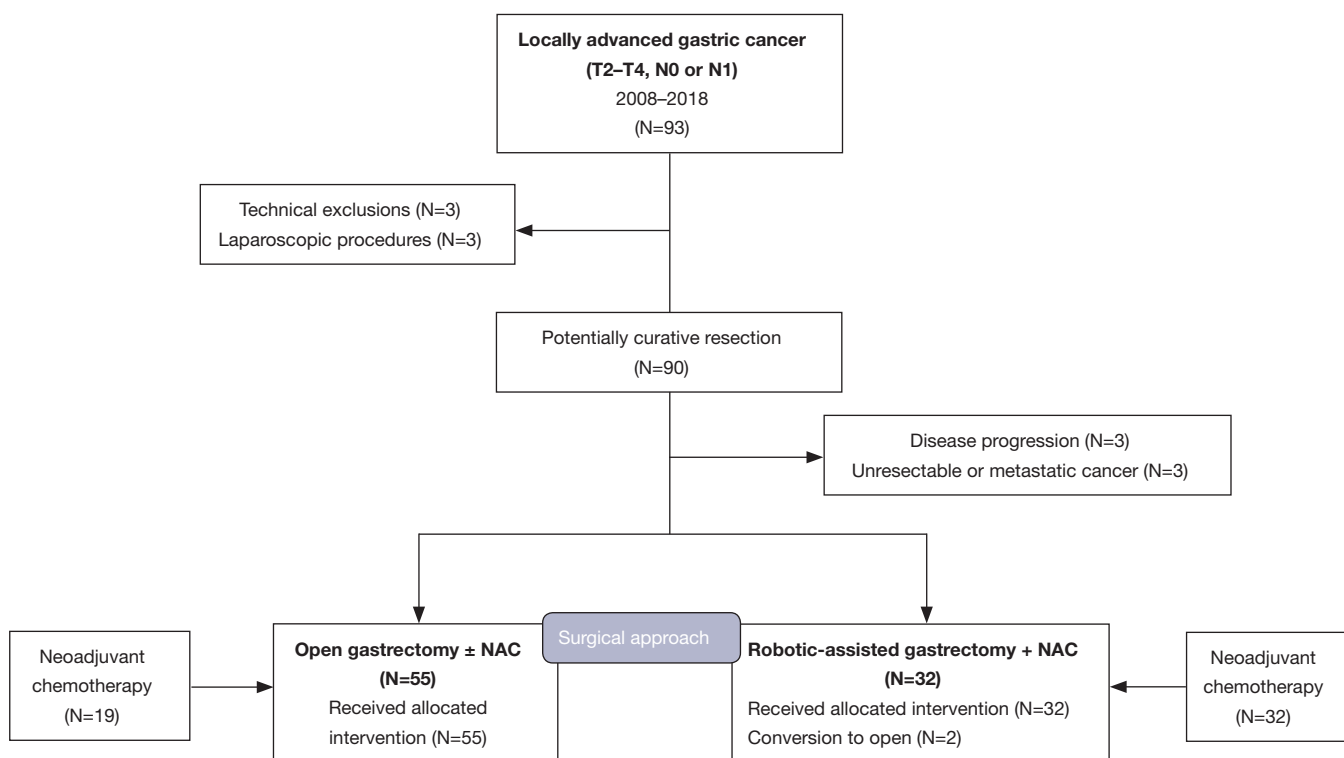 Locally advanced gastric cancer
(T2–T4, N0 or N1)
2008–2018
(N=93)
Technical exclusions (N=3)
Laparoscopic procedures (N=3)
Potentially curative resection
(N=90)
Disease progression (N=3)
Unresectable or metastatic cancer (N=3)
Surgical approach
Neoadjuvant
chemotherapy
(N=19)
Open gastrectomy ± NAC
(N=55)
Received allocated
intervention (N=55)
Robotic-assisted gastrectomy + NAC
(N=32)
Received allocated intervention (N=32)
Conversion to open (N=2)
Neoadjuvant
chemotherapy
(N=32)